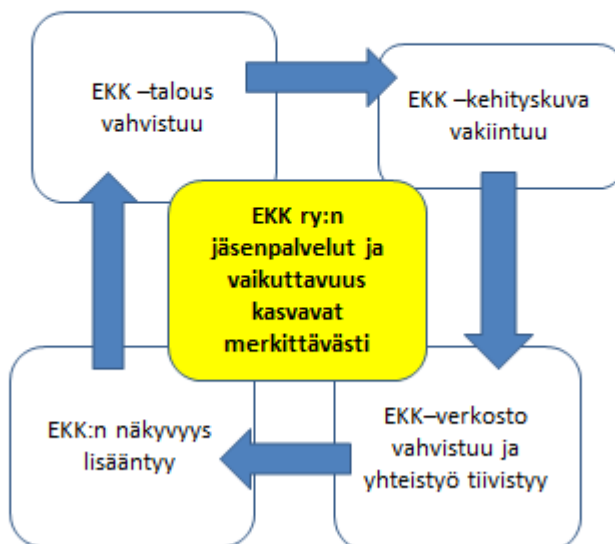 EKK –talous
vahvistuu
EKK –kehityskuva
vakiintuu
EKK ry:n
jäsenpalvelut ja
vaikuttavuus
kasvavat
merkittävästi
EKK:n näkyvyys
lisääntyy
EKK–verkosto
vahvistuu ja
yhteistyö tiivistyy